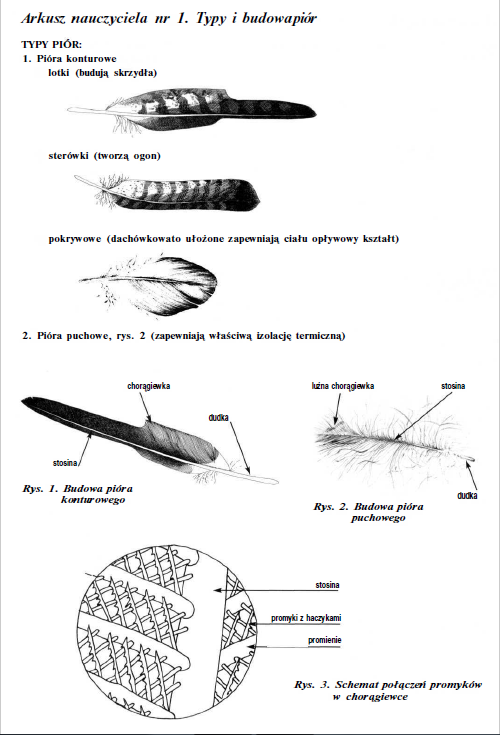 Arkusz nauczyciela nr 1. Typy i budowapiór
TYPY PIÓR:
1. Pióra konturowe
lotki (budują skrzydła)
sterówki (tworzą ogon)
pokrywowe (dachówkowato ułożone zapewniają ciału opływowy kształt)
2. Pióra puchowe, rys. 2 (zapewniają właściwą izolację termiczną)
chorągiewka
dudka
stosina
Rys. 1. Budowa pióra
konturowego
luźna chorągiewka
stosina
dudka
Rys. 2. Budowa pióra
puchowego
stosina
promyki z haczykami
promienie
Rys. 3. Schemat połączeń promyków
w chorągiewce